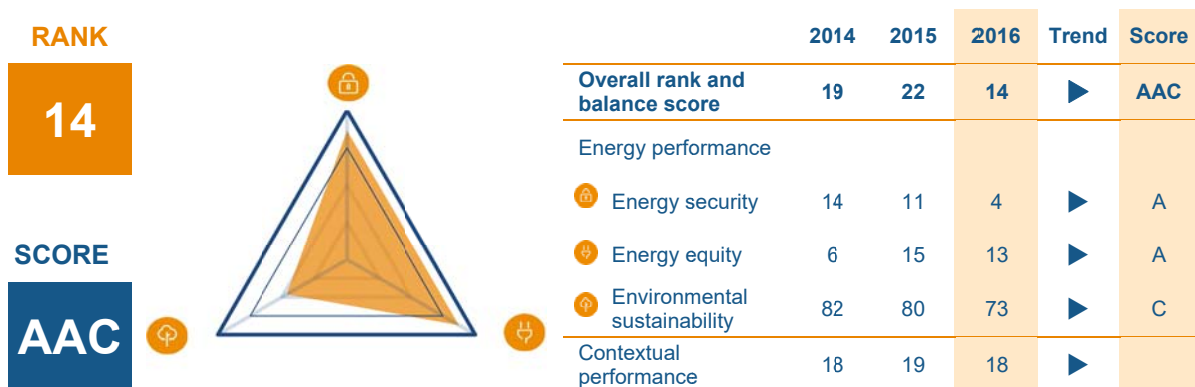 RANK
14
SCORE
AAC
2014 2015 2016 Trend Score
Overall rank and
balance score 19 22 14 AAC
Energy performance
Energy security 14 11 4 A
Energy equity 6 15 13 A
Environmental
sustainability 82 80 73 C
Contextual
performance 18 19 18